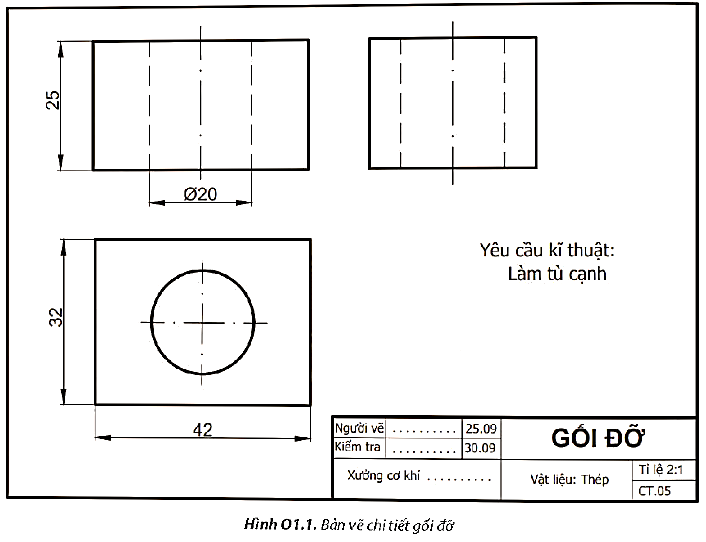 25
Ø20
Yêu cầu kĩ thuật:
Làm tù cạnh
32
42
Người vẽ .......... 25.09
Kiểm tra .......... 30.09
GỐI ĐỠ
Xưởng cơ khí ..........
Vật liệu: Thép
Tỉ lệ 2:1
CT.05
Hình O1.1. Bản vẽ chi tiết gối đỡ